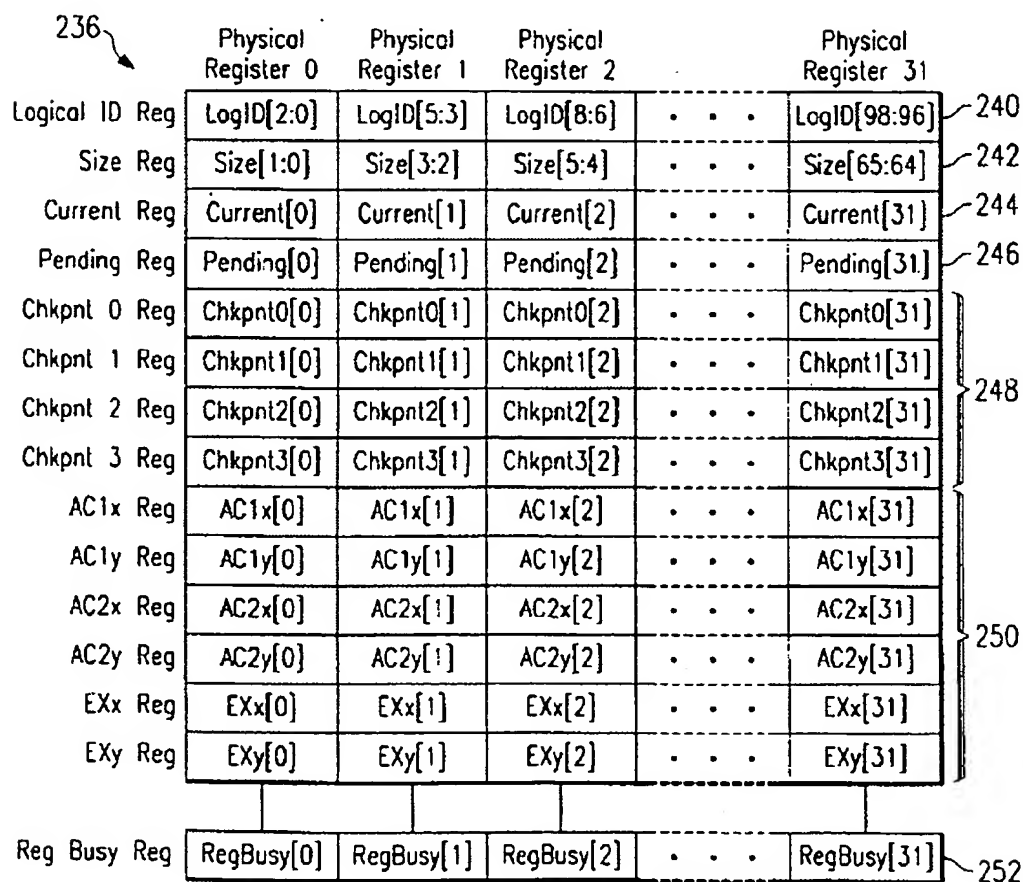 236
Physical Register 0 Physical Register 1 Physical Register 2 Physical Register 31
Logical ID Reg LogID[2:0] LogID[5:3] LogID[8:6] . . . LogID[98:96] 240
Size Reg Size[1:0] Size[3:2] Size[5:4] . . . Size[65:64] 242
Current Reg Current[0] Current[1] Current[2] . . . Current[31] 244
Pending Reg Pending[0] Pending[1] Pending[2] . . . Pending[31] 246
Chkpnt 0 Reg Chkpnt0[0] Chkpnt0[1] Chkpnt0[2] . . . Chkpnt0[31]
Chkpnt 1 Reg Chkpnt1[0] Chkpnt1[1] Chkpnt1[2] . . . Chkpnt1[31]
248
Chkpnt 2 Reg Chkpnt2[0] Chkpnt2[1] Chkpnt2[2] . . . Chkpnt2[31]
Chkpnt 3 Reg Chkpnt3[0] Chkpnt3[1] Chkpnt3[2] . . . Chkpnt3[31]
AC1x Reg AC1x[0] AC1x[1] AC1x[2] . . . AC1x[31]
AC1y Reg AC1y[0] AC1y[1] AC1y[2] . . . AC1y[31]
AC2x Reg AC2x[0] AC2x[1] AC2x[2] . . . AC2x[31]
250
AC2y Reg AC2y[0] AC2y[1] AC2y[2] . . . AC2y[31]
EXx Reg EXx[0] EXx[1] EXx[2] . . . EXx[31]
EXy Reg EXy[0] EXy[1] EXy[2] . . . EXy[31]
Reg Busy Reg RegBusy[0] RegBusy[1] RegBusy[2] . . . RegBusy[31] 252